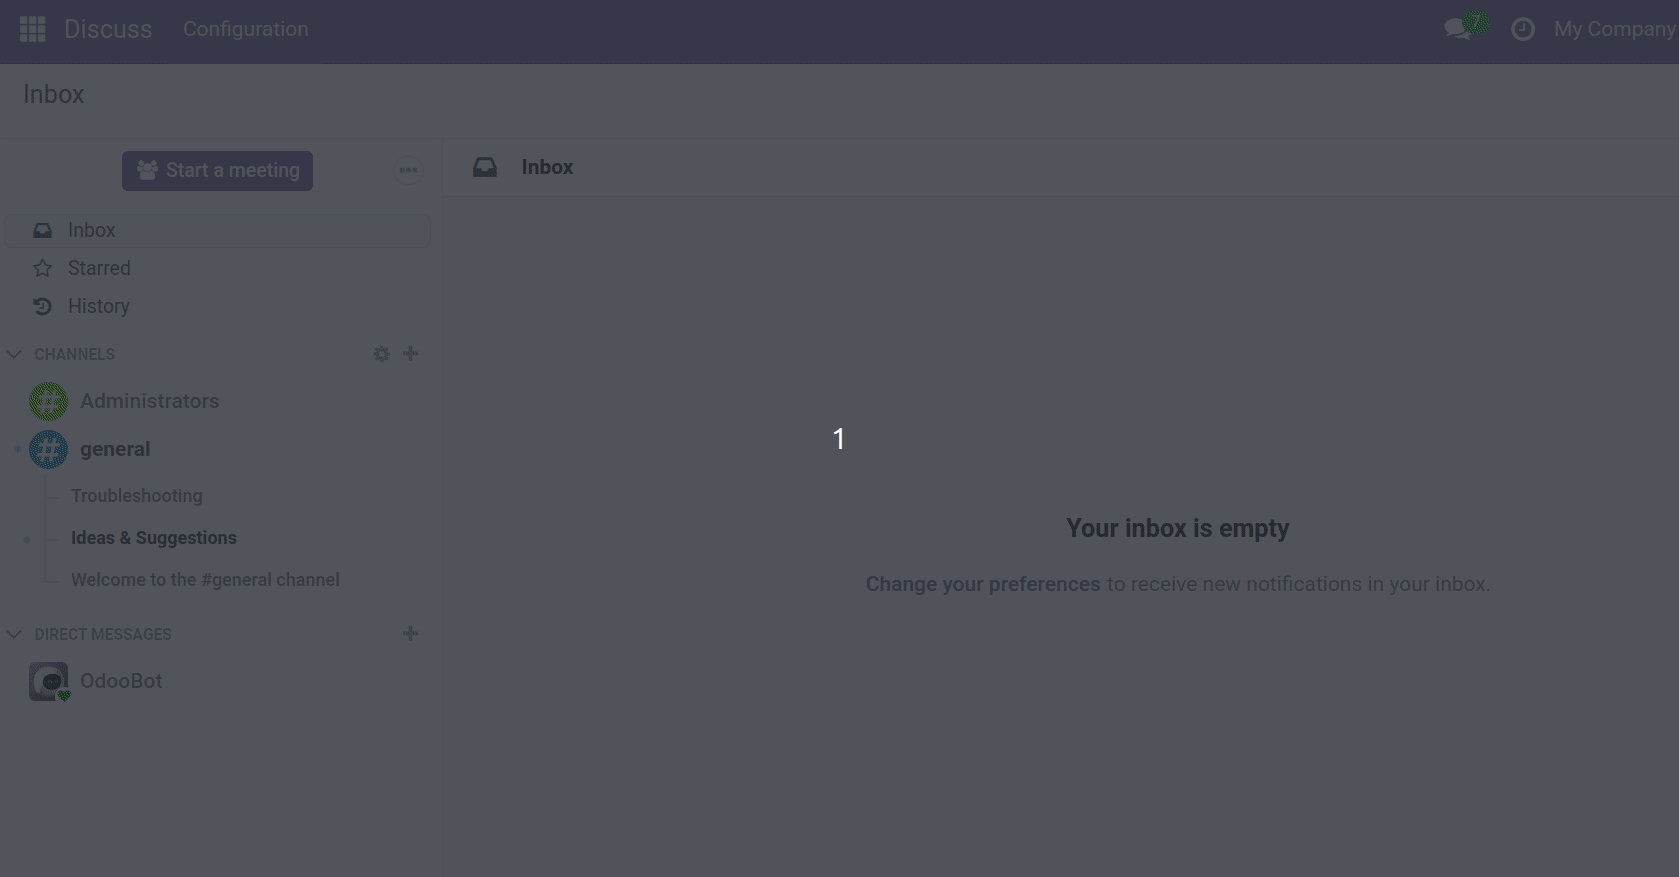 Discuss Configuration 7 My Company
Inbox
Start a meeting
Inbox
Inbox
Starred
History
CHANNELS
Administrators
general
1
Troubleshooting
Ideas & Suggestions
Your inbox is empty
Welcome to the #general channel
Change your preferences to receive new notifications in your inbox.
DIRECT MESSAGES
OdooBot